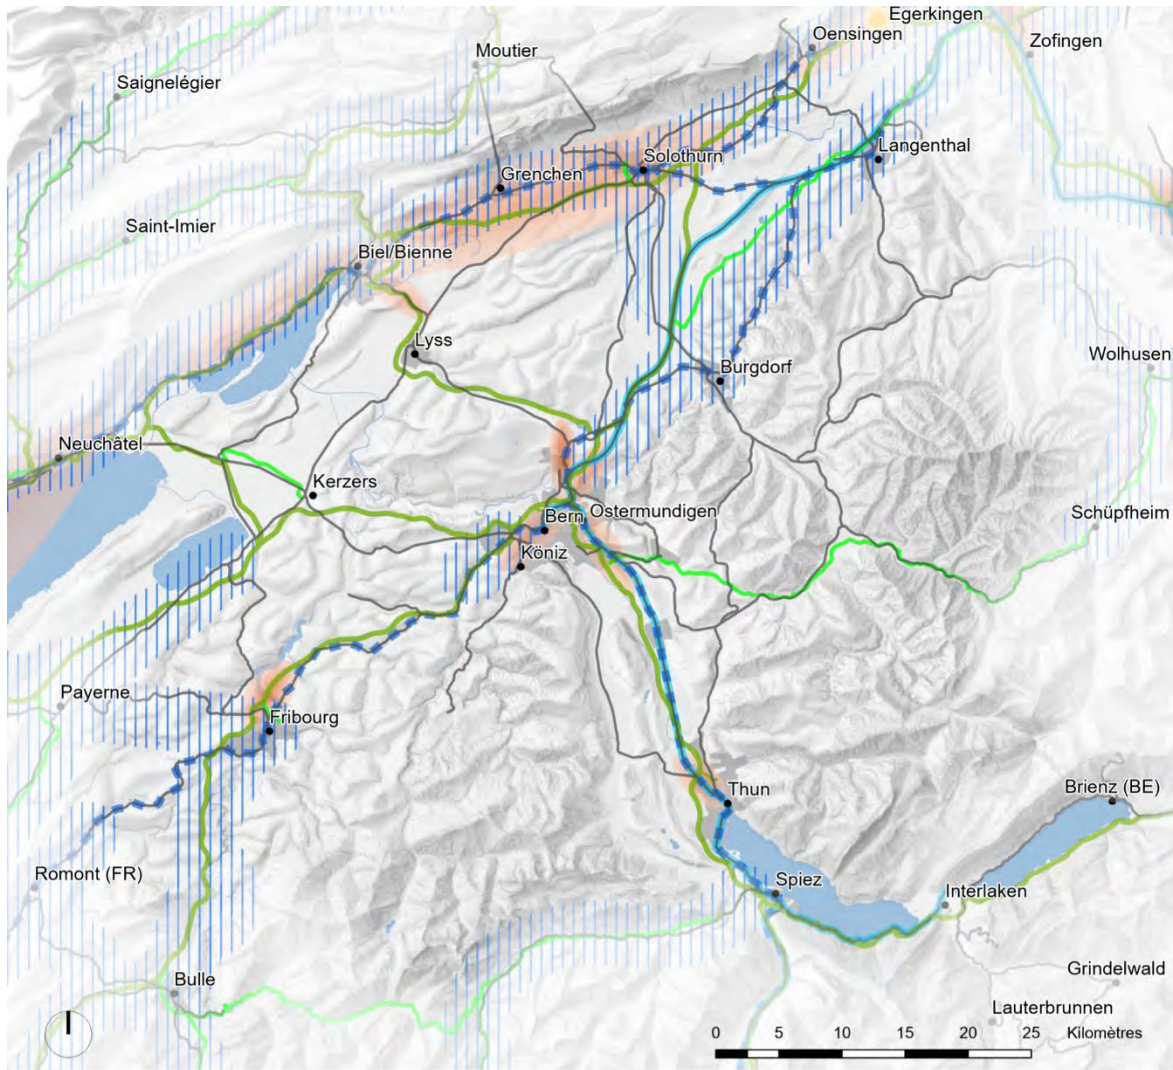 Egerkingen
Oensingen
Zofingen
Moutier
Saignelégier
Langenthal
Solothurn
Grenchen
Saint-Imier
Biel/Bienne
Lyss
Wolhusen
Burgdorf
Neuchâtel
Kerzers
Ostermundigen
Schüpfheim
Bern
Köniz
Payerne
Fribourg
Thun
Brienz (BE)
Romont (FR)
Spiez
Interlaken
Bulle
Grindelwald
Lauterbrunnen
0 5 10 15 20 25 Kilomètres